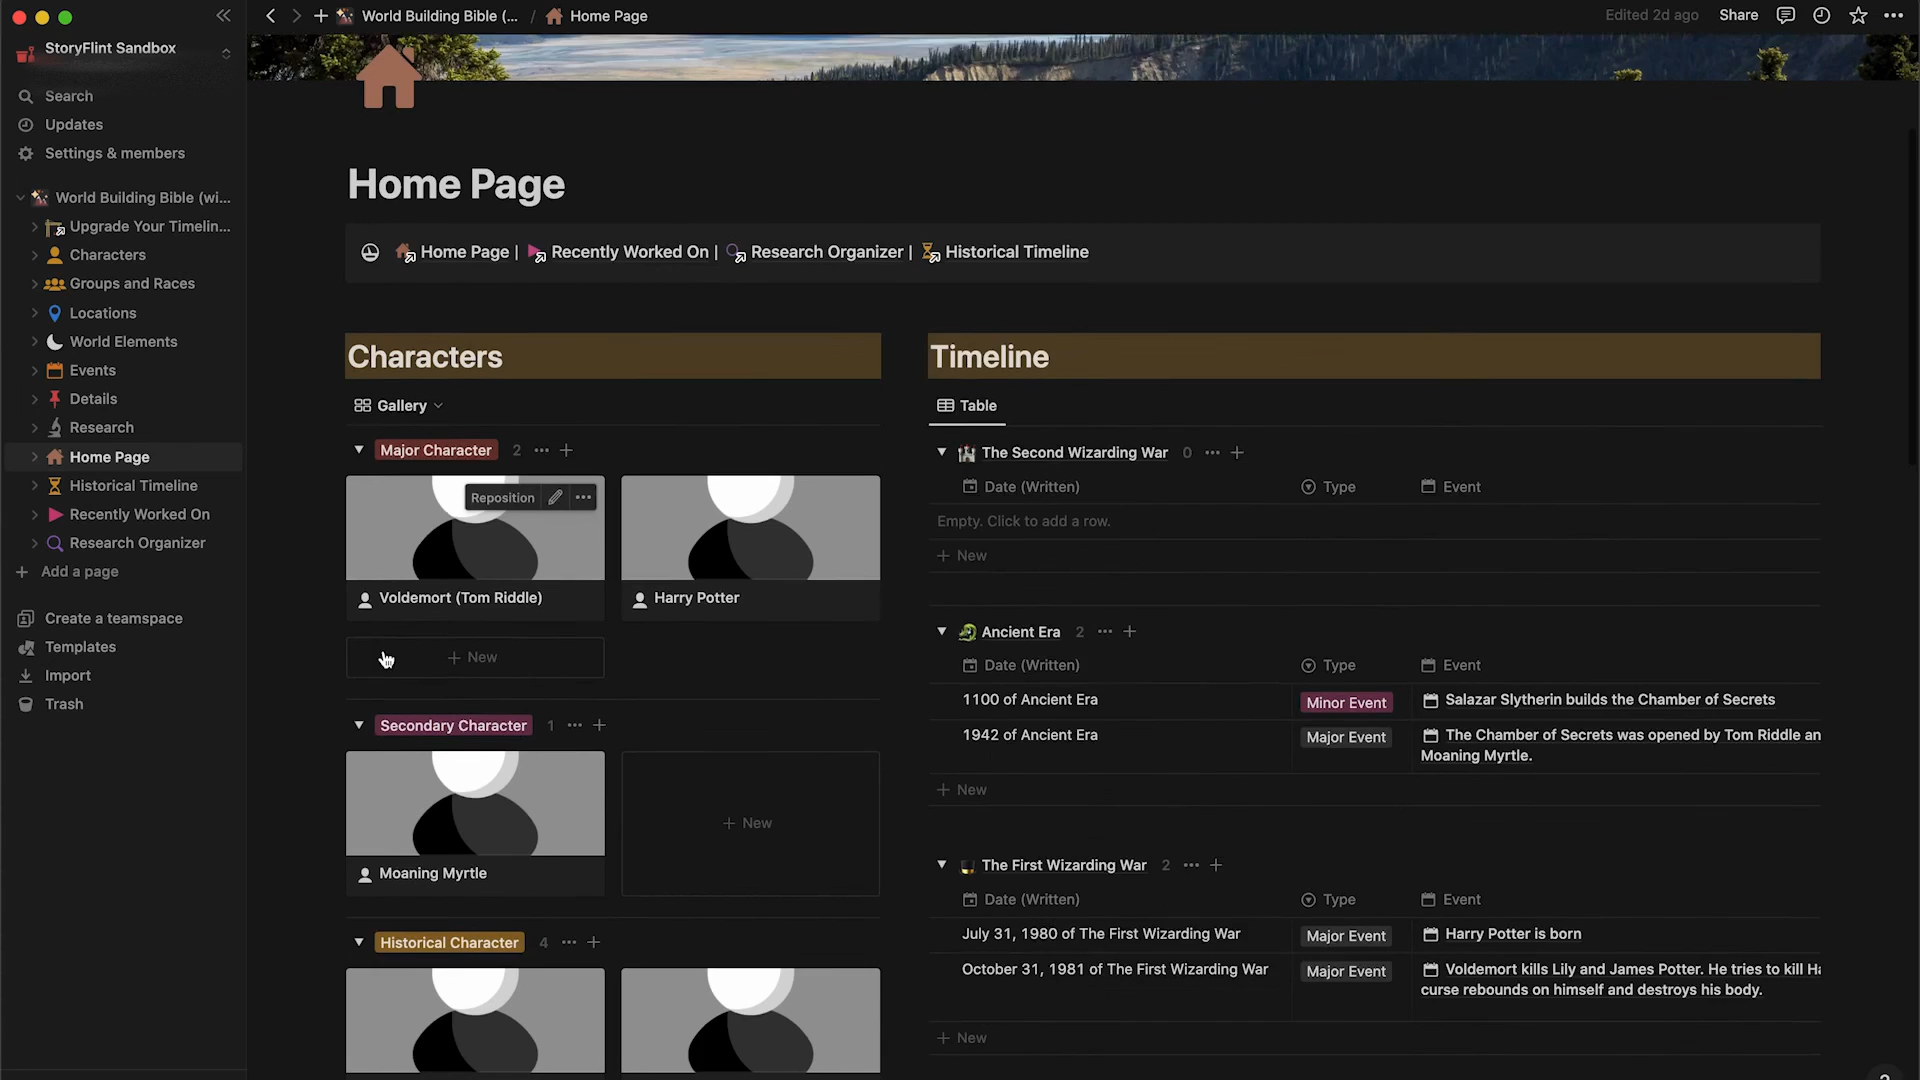 World Building Bible (... / Home Page
Edited 2d ago Share
StoryFlint Sandbox
Search
Updates
Settings & members
World Building Bible (wi...
Upgrade Your Timelin...
Characters
Groups and Races
Locations
World Elements
Events
Details
Research
Home Page
Historical Timeline
Recently Worked On
Research Organizer
Add a page
Create a teamspace
Templates
Import
Trash
Home Page
Home Page | Recently Worked On | Research Organizer | Historical Timeline
Characters
Gallery
Major Character 2
Reposition
Voldemort (Tom Riddle)
Harry Potter
New
Secondary Character 1
Moaning Myrtle
New
Historical Character 4
Timeline
Table
The Second Wizarding War 0
Date (Written) Type Event
Empty. Click to add a row.
New
Ancient Era 2
Date (Written) Type Event
1100 of Ancient Era Minor Event Salazar Slytherin builds the Chamber of Secrets
1942 of Ancient Era Major Event The Chamber of Secrets was opened by Tom Riddle an
Moaning Myrtle.
New
The First Wizarding War 2
Date (Written) Type Event
July 31, 1980 of The First Wizarding War Major Event Harry Potter is born
October 31, 1981 of The First Wizarding War Major Event Voldemort kills Lily and James Potter. He tries to kill Ha
curse rebounds on himself and destroys his body.
New